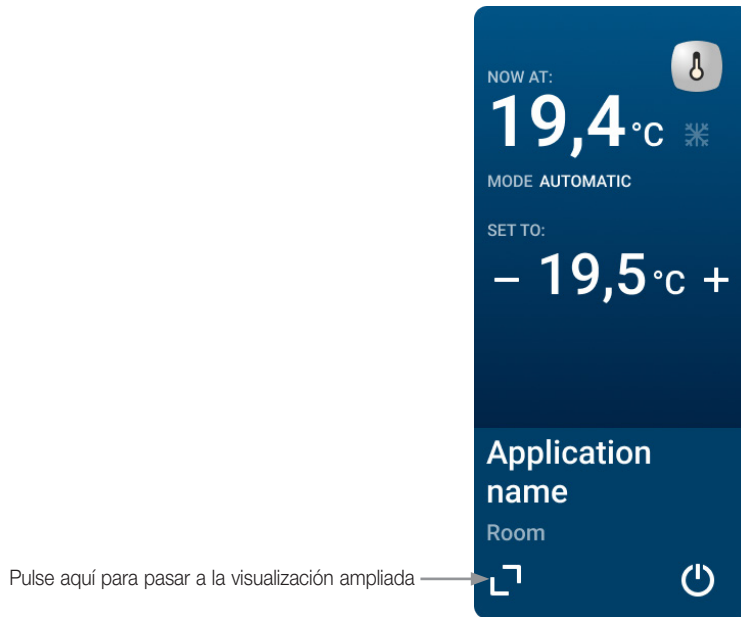 NOW AT:
19,4°C
MODE AUTOMATIC
SET TO:
– 19,5°C +
Application
name
Room
Pulse aquí para pasar a la visualización ampliada